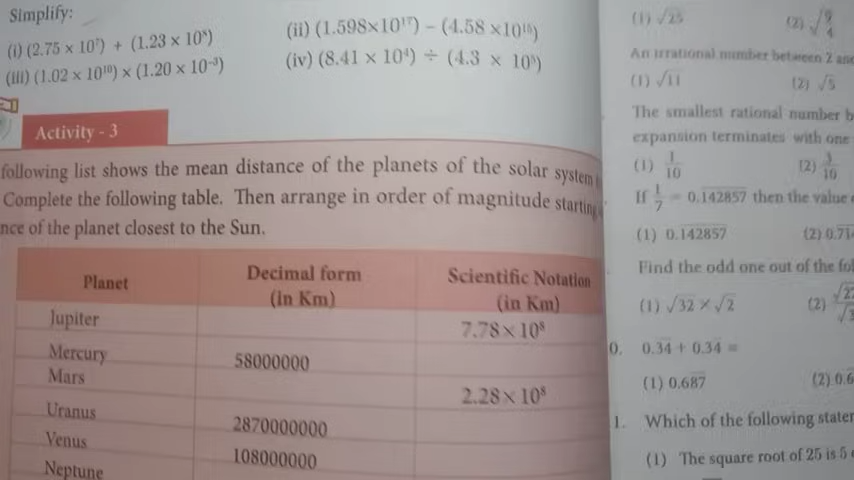 Simplify:
(i) (2.75 × 10⁷) + (1.23 × 10⁸)
(ii) (1.598×10¹⁷) – (4.58 ×10¹⁵)
(iii) (1.02 × 10¹⁰) × (1.20 × 10⁻³)
(iv) (8.41 × 10⁴) ÷ (4.3 × 10⁵)
Activity - 3
following list shows the mean distance of the planets of the solar system
Complete the following table. Then arrange in order of magnitude starting
nce of the planet closest to the Sun.
Planet Decimal form (in Km) Scientific Notation (in Km)
Jupiter 7.78 × 10⁸
Mercury 58000000
Mars 2.28 × 10⁸
Uranus 2870000000
Venus 108000000
Neptune
(1) √25 (2) √9/4
An irrational number between 2 and
(1) √11 (2) √5
The smallest rational number b
expansion terminates with one
(1) 1/10 (2) 3/10
If 1/7 = 0.142857 then the value
(1) 0.142857 (2) 0.714
Find the odd one out of the fol
(1) √32 × √2 (2)
0. 0.34 + 0.34 =
(1) 0.687 (2) 0.6
1. Which of the following stater
(1) The square root of 25 is 5